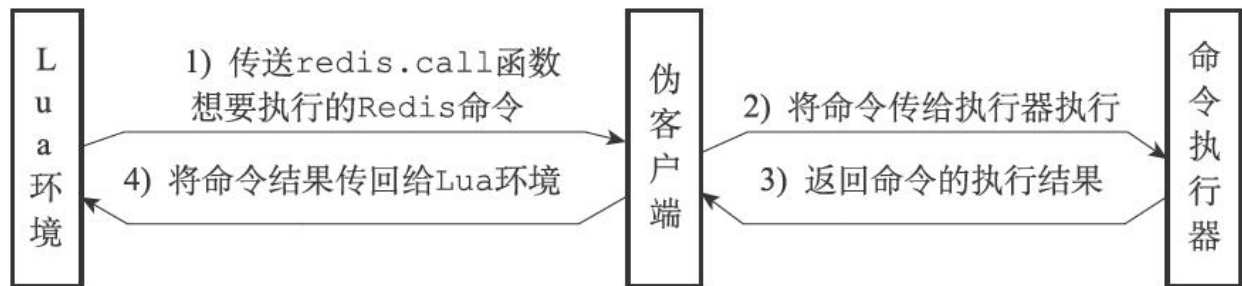 Lua环境
1) 传送redis.call函数
想要执行的Redis命令
4) 将命令结果传回给Lua环境
伪客户端
2) 将命令传给执行器执行
3) 返回命令的执行结果
命令执行器